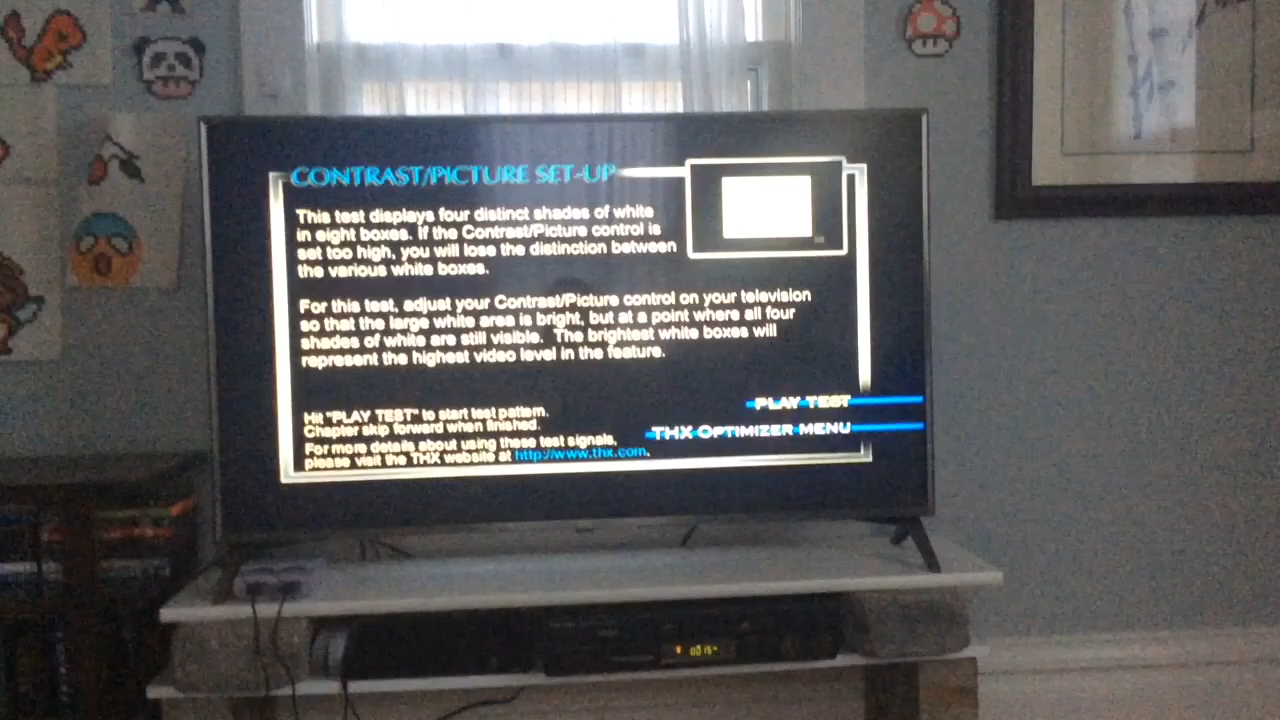 CONTRAST/PICTURE SET-UP
This test displays four distinct shades of white
in eight boxes. If the Contrast/Picture control is
set too high, you will lose the distinction between
the various white boxes.
For this test, adjust your Contrast/Picture control on your television
so that the large white area is bright, but at a point where all four
shades of white are still visible. The brightest white boxes will
represent the highest video level in the feature.
Hit "PLAY TEST" to start test pattern.
Chapter skip forward when finished.
For more details about using these test signals,
please visit the THX website at http://www.thx.com.
PLAY TEST
THX OPTIMIZER MENU